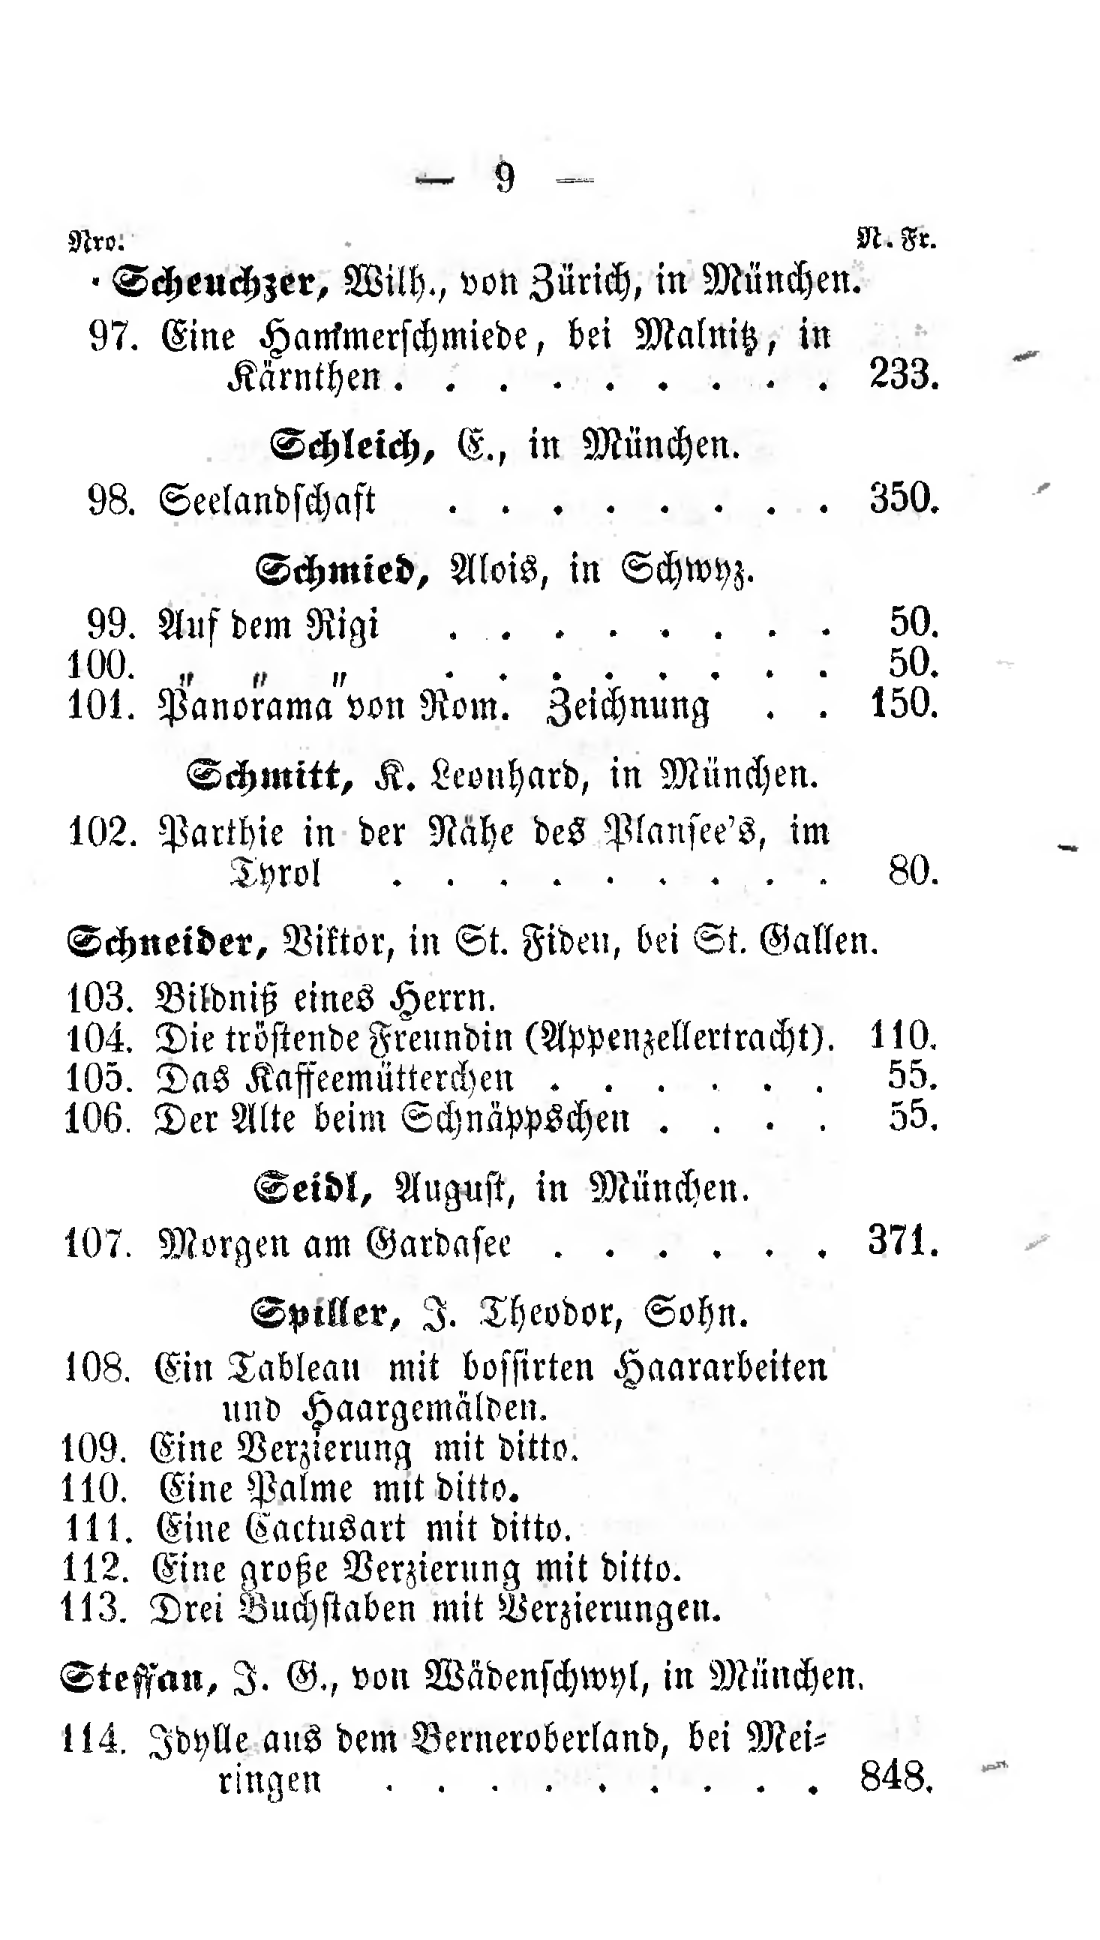 — 9 —
Nro. N. Fr.
Scheuchzer, Wilh., von Zürich, in München.
97. Eine Hammerschmiede, bei Malnitz, in
Kärnthen . . . . . . . . . 233.
Schleich, E., in München.
98. Seelandschaft . . . . . . . . 350.
Schmied, Alois, in Schwyz.
99. Auf dem Rigi . . . . . . . . 50.
100. " " " . . . . . . . . 50.
101. Panorama von Rom. Zeichnung . . 150.
Schmitt, K. Leonhard, in München.
102. Parthie in der Nähe des Plansee's, im
Tyrol . . . . . . . . . 80.
Schneider, Viktor, in St. Fiden, bei St. Gallen.
103. Bildniß eines Herrn.
104. Die tröstende Freundin (Appenzellertracht). 110.
105. Das Kaffeemütterchen . . . . . . 55.
106. Der Alte beim Schnäppschen . . . . 55.
Seidl, August, in München.
107. Morgen am Gardasee . . . . . . 371.
Spiller, J. Theodor, Sohn.
108. Ein Tableau mit bossirten Haararbeiten
und Haargemälden.
109. Eine Verzierung mit ditto.
110. Eine Palme mit ditto.
111. Eine Cactusart mit ditto.
112. Eine große Verzierung mit ditto.
113. Drei Buchstaben mit Verzierungen.
Steffan, J. G., von Wädenschwyl, in München.
114. Idylle aus dem Berneroberland, bei Mei-
ringen . . . . . . . . . 848.